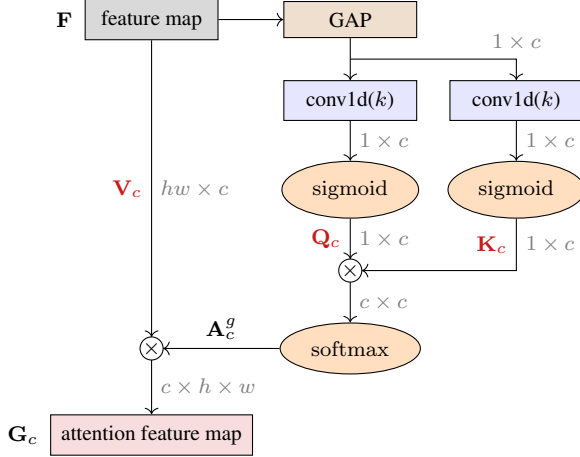 F feature map GAP
1 × c
conv1d(k) conv1d(k)
1 × c 1 × c
V_c hw × c sigmoid sigmoid
Q_c 1 × c K_c 1 × c
×
c × c
A_c^g
× softmax
c × h × w
G_c attention feature map